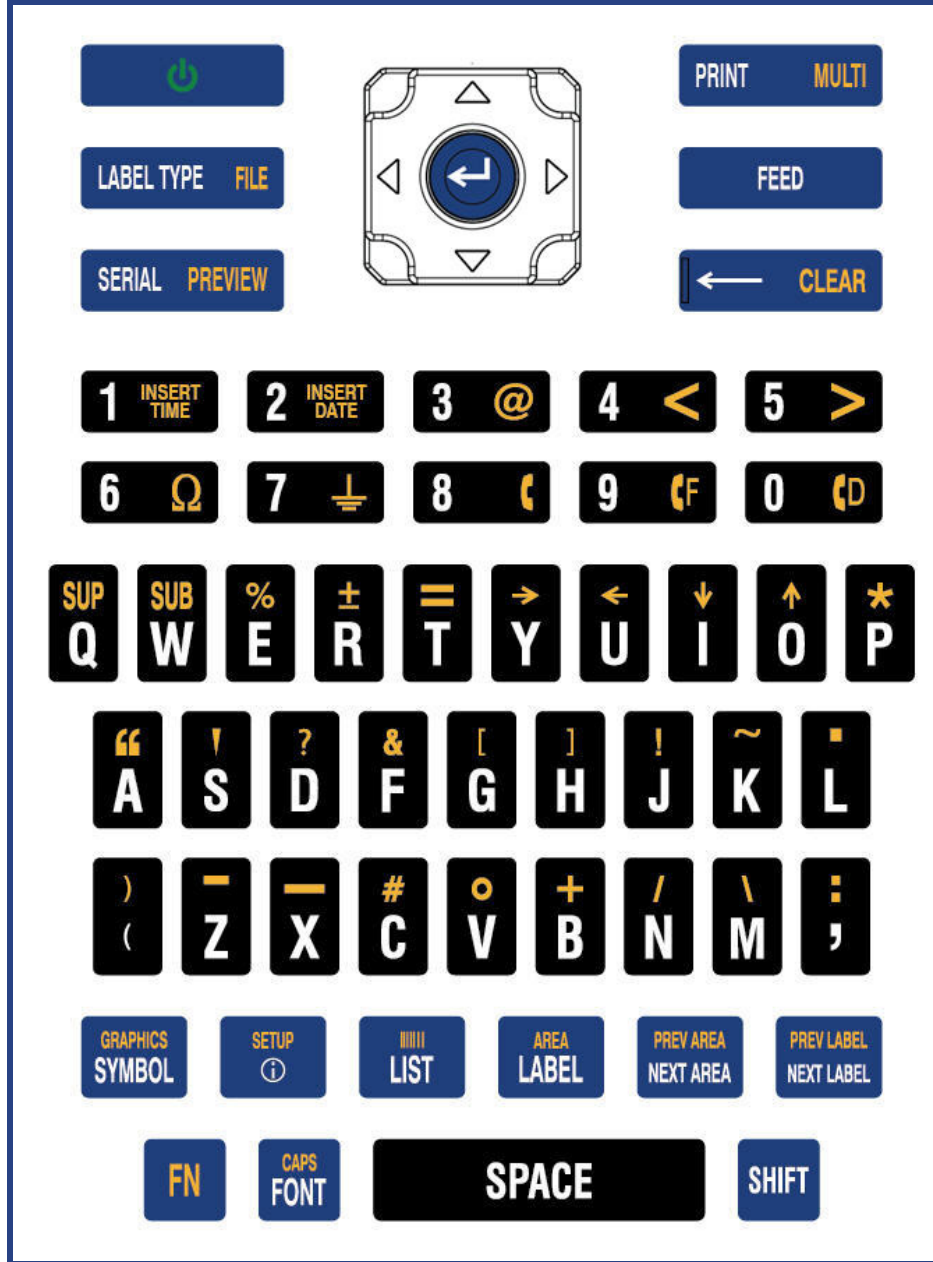 PRINT MULTI
LABEL TYPE FILE
FEED
SERIAL PREVIEW
← CLEAR
1 INSERT TIME 2 INSERT DATE 3 @ 4 < 5 >
6 Ω 7 ⏚ 8 9 F 0 D
SUP SUB % ± = → ← ↓ ↑ *
Q W E R T Y U I O P
“ ' ? & [ ] ! ~ .
A S D F G H J K L
) - — # ° + / \ :
( Z X C V B N M ,
GRAPHICS SETUP AREA PREV AREA PREV LABEL
SYMBOL ⓘ LIST LABEL NEXT AREA NEXT LABEL
CAPS
FN FONT SPACE SHIFT